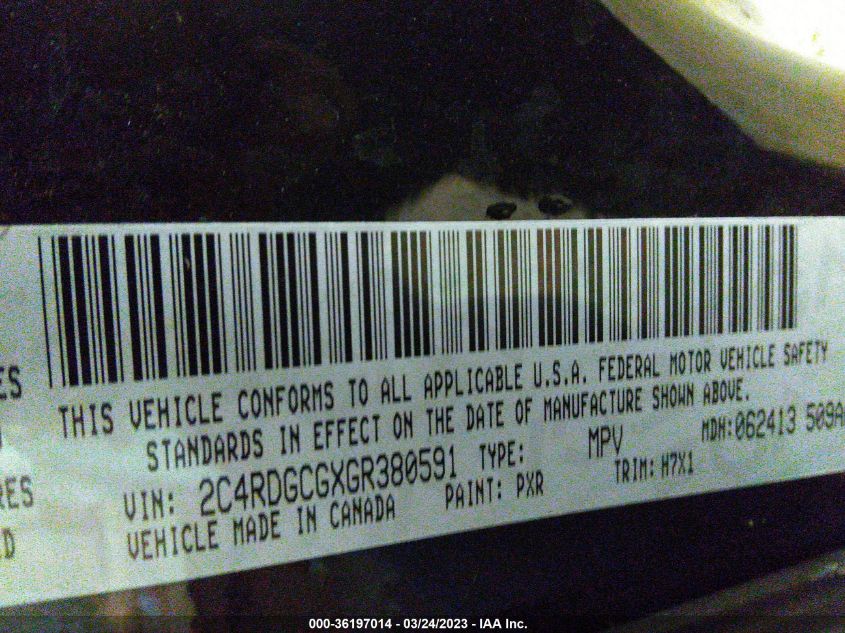 THIS VEHICLE CONFORMS TO ALL APPLICABLE U.S.A. FEDERAL MOTOR VEHICLE SAFETY
STANDARDS IN EFFECT ON THE DATE OF MANUFACTURE SHOWN ABOVE.
VIN: 2C4RDGCGXGR380591 TYPE: MPV MDH:062413 509A
VEHICLE MADE IN CANADA PAINT: PXR TRIM: H7X1
ES
RES
D
000-36197014 - 03/24/2023 - IAA Inc.